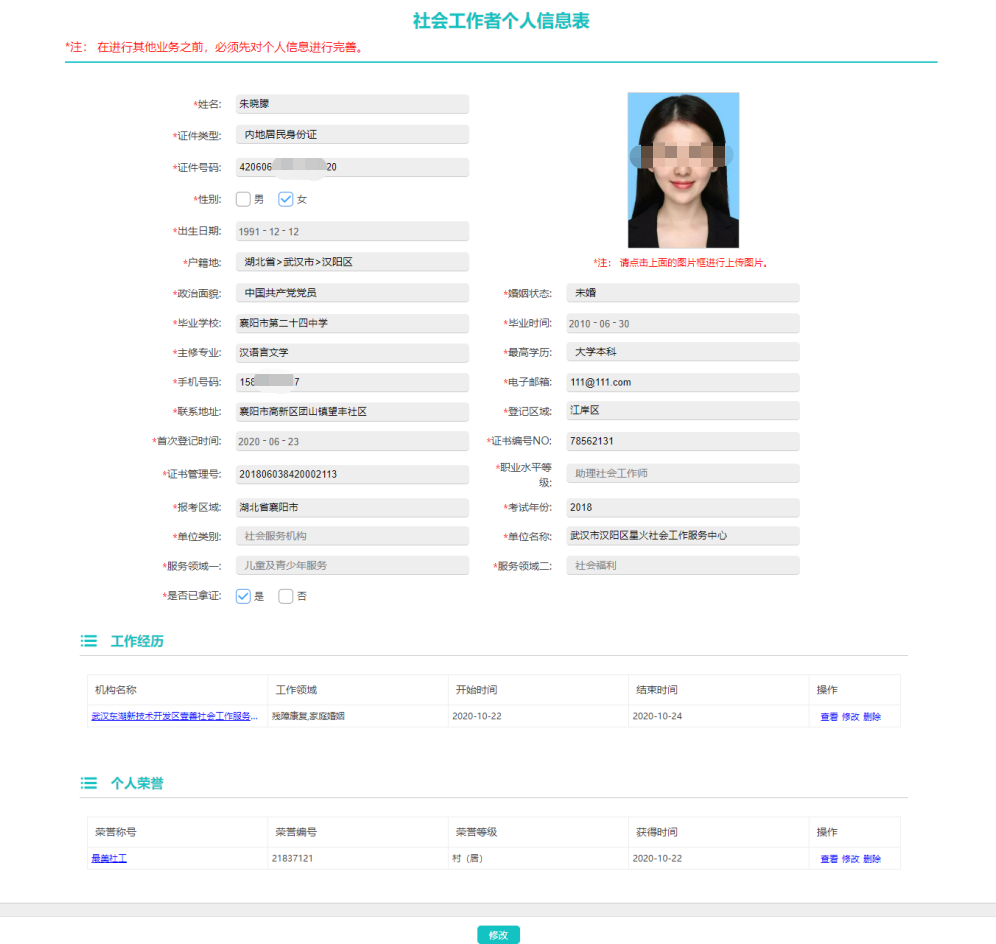 社会工作者个人信息表
*注: 在进行其他业务之前，必须先对个人信息进行完善。
*姓名: 朱晓朦
*证件类型: 内地居民身份证
*证件号码: 420606 20
*性别: 男 女
*出生日期: 1991-12-12
*户籍地: 湖北省>武汉市>汉阳区
*注: 请点击上面的图片框进行上传图片。
*政治面貌: 中国共产党党员 *婚姻状态: 未婚
*毕业学校: 襄阳市第二十四中学 *毕业时间: 2010-06-30
*主修专业: 汉语言文学 *最高学历: 大学本科
*手机号码: 158 7 *电子邮箱: 111@111.com
*联系地址: 襄阳市高新区团山镇望丰社区 *登记区域: 江岸区
*首次登记时间: 2020-06-23 *证书编号NO: 78562131
*证书管理号: 201806038420002113 *职业水平等
级: 助理社会工作师
*报考区域: 湖北省襄阳市 *考试年份: 2018
*单位类别: 社会服务机构 *单位名称: 武汉市汉阳区星火社会工作服务中心
*服务领域一: 儿童及青少年服务 *服务领域二: 社会福利
*是否已拿证: 是 否
工作经历
机构名称 工作领域 开始时间 结束时间 操作
武汉东湖新技术开发区壹善社会工作服务... 残障康复,家庭婚姻 2020-10-22 2020-10-24 查看 修改 删除
个人荣誉
荣誉称号 荣誉编号 荣誉等级 获得时间 操作
最美社工 21837121 村（居） 2020-10-22 查看 修改 删除
修改